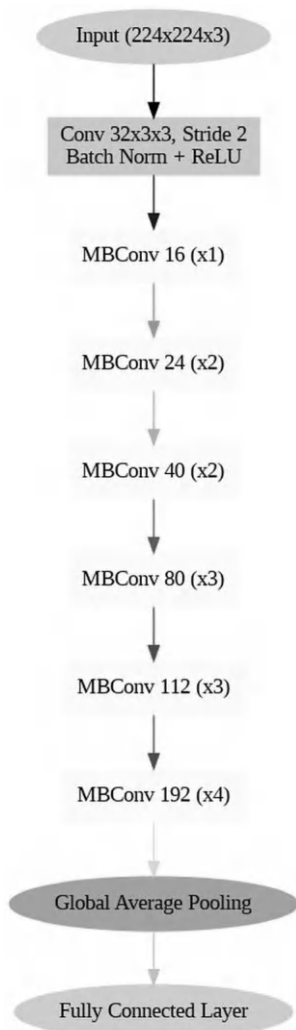 Input (224x224x3)
Conv 32x3x3, Stride 2
Batch Norm + ReLU
MBConv 16 (x1)
MBConv 24 (x2)
MBConv 40 (x2)
MBConv 80 (x3)
MBConv 112 (x3)
MBConv 192 (x4)
Global Average Pooling
Fully Connected Layer